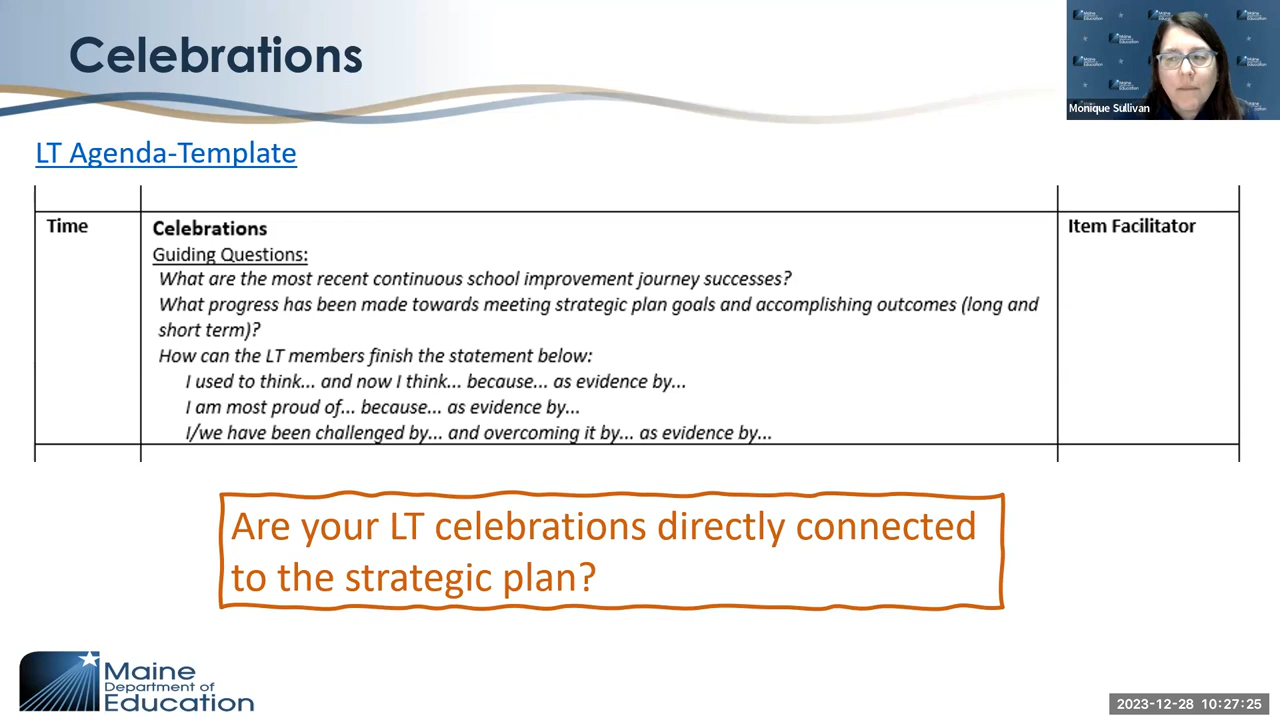 Celebrations
Monique Sullivan
LT Agenda-Template
Time
Celebrations
Item Facilitator
Guiding Questions:
What are the most recent continuous school improvement journey successes?
What progress has been made towards meeting strategic plan goals and accomplishing outcomes (long and
short term)?
How can the LT members finish the statement below:
I used to think... and now I think... because... as evidence by...
I am most proud of... because... as evidence by...
I/we have been challenged by... and overcoming it by... as evidence by...
Are your LT celebrations directly connected
to the strategic plan?
Maine
Department of
Education
2023-12-28 10:27:25